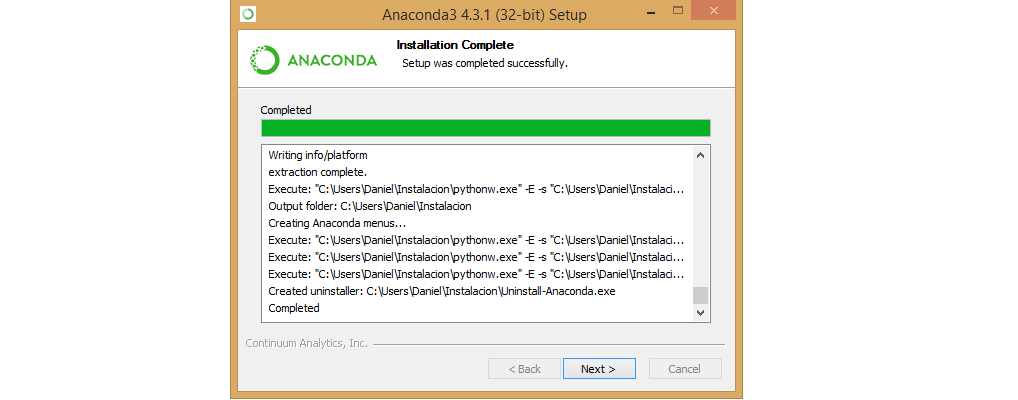 Anaconda3 4.3.1 (32-bit) Setup
ANACONDA
Installation Complete
Setup was completed successfully.
Completed
Writing info/platform
extraction complete.
Execute: "C:\Users\Daniel\Instalacion\pythonw.exe" -E -s "C:\Users\Daniel\Instalaci...
Output folder: C:\Users\Daniel\Instalacion
Creating Anaconda menus...
Execute: "C:\Users\Daniel\Instalacion\pythonw.exe" -E -s "C:\Users\Daniel\Instalaci...
Execute: "C:\Users\Daniel\Instalacion\pythonw.exe" -E -s "C:\Users\Daniel\Instalaci...
Execute: "C:\Users\Daniel\Instalacion\pythonw.exe" -E -s "C:\Users\Daniel\Instalaci...
Created uninstaller: C:\Users\Daniel\Instalacion\Uninstall-Anaconda.exe
Completed
Continuum Analytics, Inc.
< Back Next > Cancel